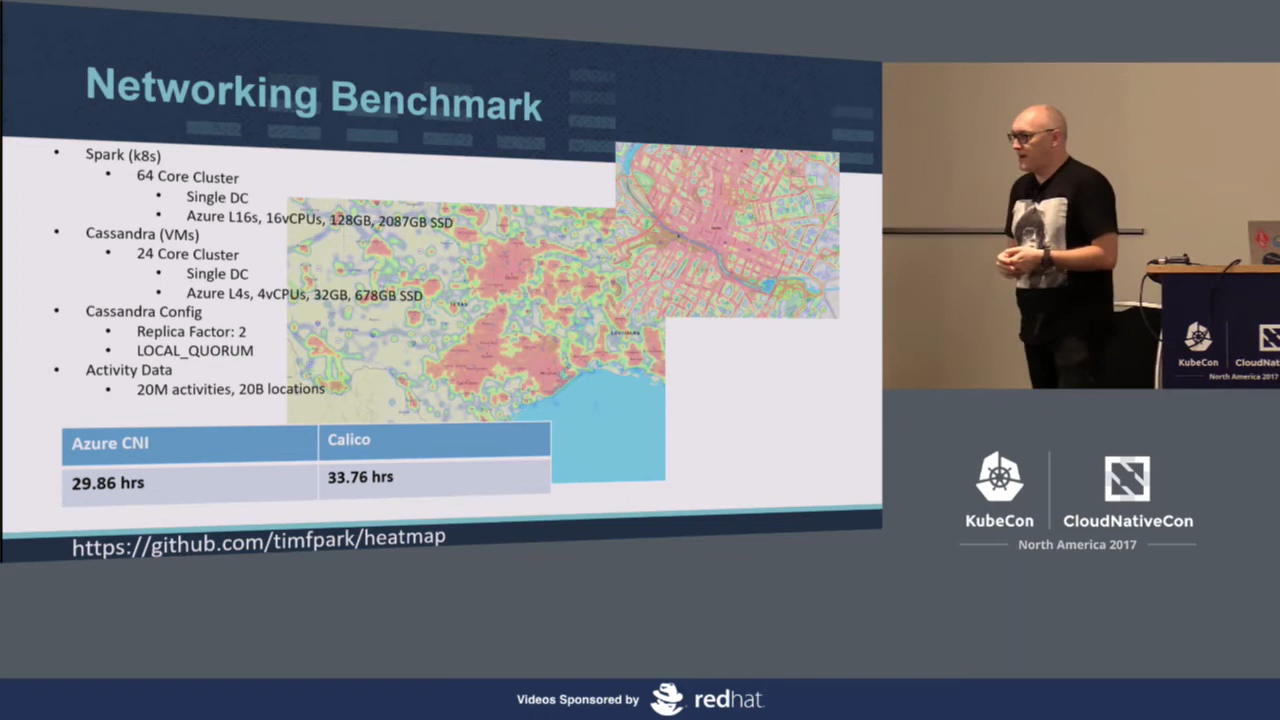 Networking Benchmark
• Spark (k8s)
• 64 Core Cluster
• Single DC
• Azure L16s, 16vCPUs, 128GB, 2087GB SSD
• Cassandra (VMs)
• 24 Core Cluster
• Single DC
• Azure L4s, 4vCPUs, 32GB, 678GB SSD
• Cassandra Config
• Replica Factor: 2
• LOCAL_QUORUM
• Activity Data
• 20M activities, 20B locations
TEXAS
LOUISIANA
Azure CNI
Calico
29.86 hrs
33.76 hrs
https://github.com/timfpark/heatmap
KubeCon
CloudNat
North America 2017
KubeCon
CloudNativeCon
North America 2017
Videos Sponsored by
redhat